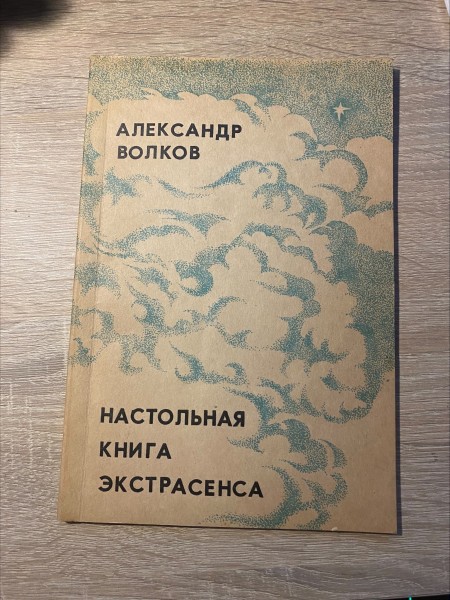 АЛЕКСАНДР
ВОЛКОВ
НАСТОЛЬНАЯ
КНИГА
ЭКСТРАСЕНСА